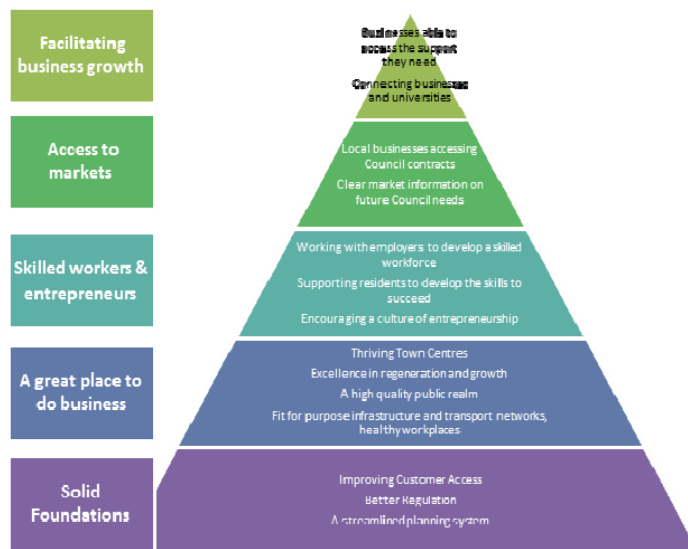 Facilitating
business growth
Businesses able to
access the support
they need
Connecting businesses
and universities
Access to
markets
Local businesses accessing
Council contracts
Clear market information on
future Council needs
Skilled workers &
entrepreneurs
Working with employers to develop a skilled
workforce
Supporting residents to develop the skills to
succeed
Encouraging a culture of entrepreneurship
A great place to
do business
Thriving Town Centres
Excellence in regeneration and growth
A high quality public realm
Fit for purpose infrastructure and transport networks,
healthy workplaces
Solid
Foundations
Improving Customer Access
Better Regulation
A streamlined planning system